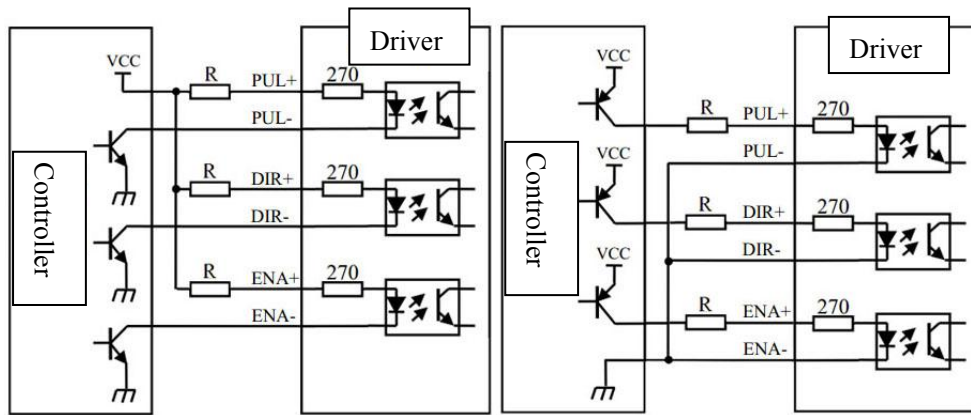 Driver
VCC
R
PUL+
270
PUL-
R
DIR+
270
DIR-
R
ENA+
270
ENA-
Controller
Driver
VCC
R
PUL+
270
PUL-
VCC
R
DIR+
270
DIR-
VCC
R
ENA+
270
ENA-
Controller